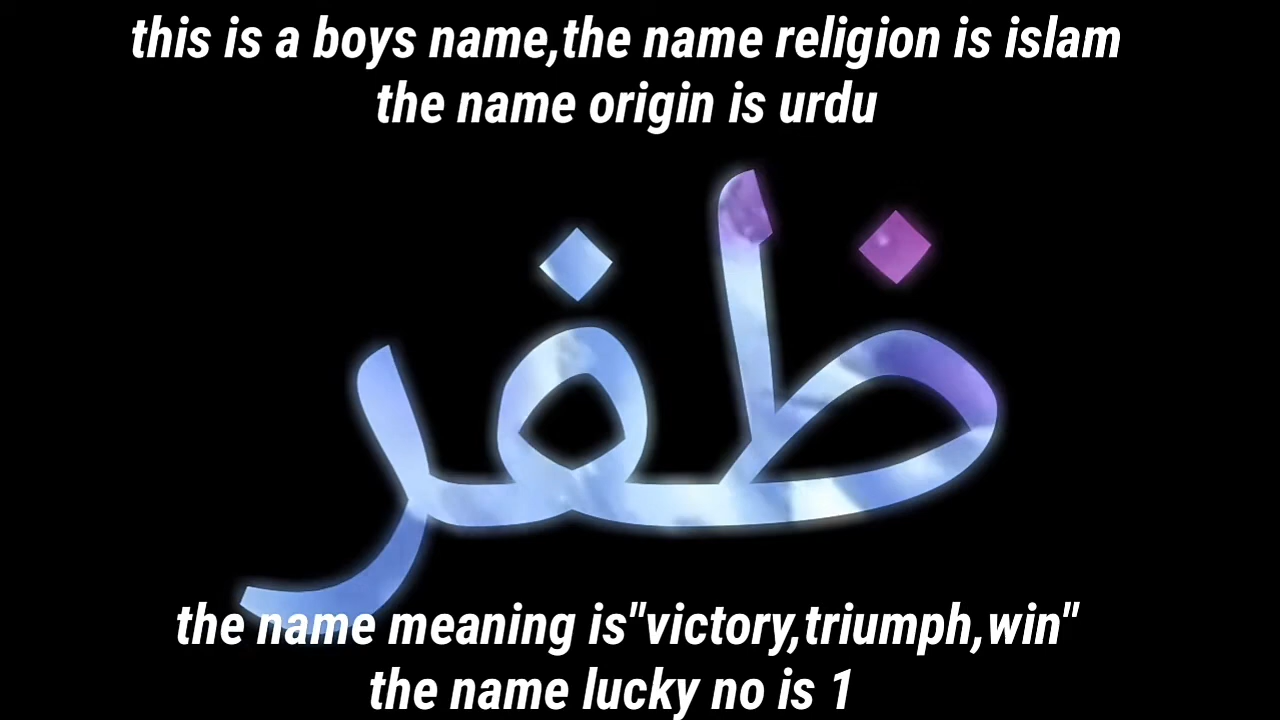 this is a boys name,the name religion is islam
the name origin is urdu
ظفر
the name meaning is"victory,triumph,win"
the name lucky no is 1